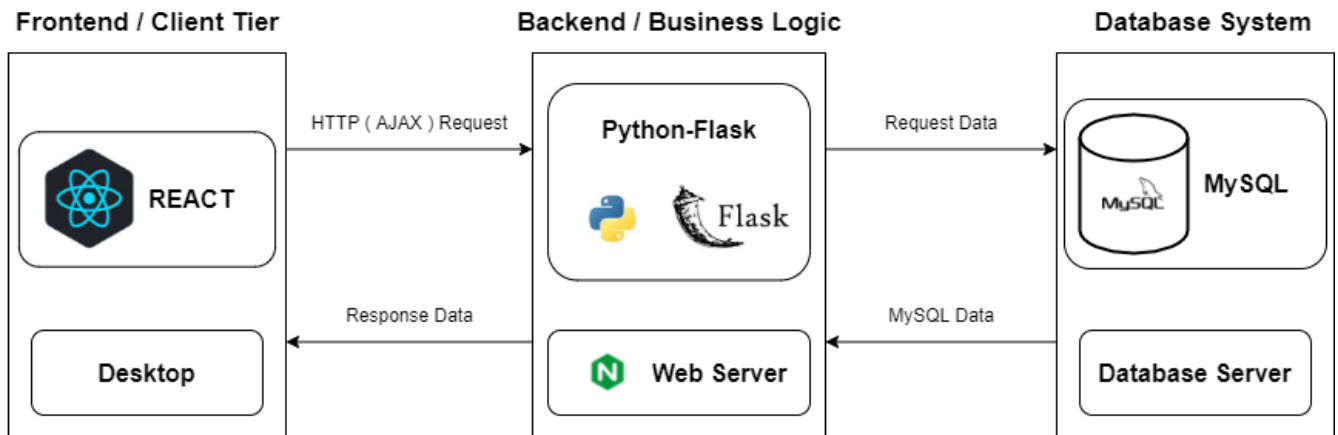 Frontend / Client Tier
Backend / Business Logic
Database System
HTTP ( AJAX ) Request
Python-Flask
Request Data
REACT
Flask
MySQL
MySQL
Response Data
MySQL Data
Desktop
N
Web Server
Database Server